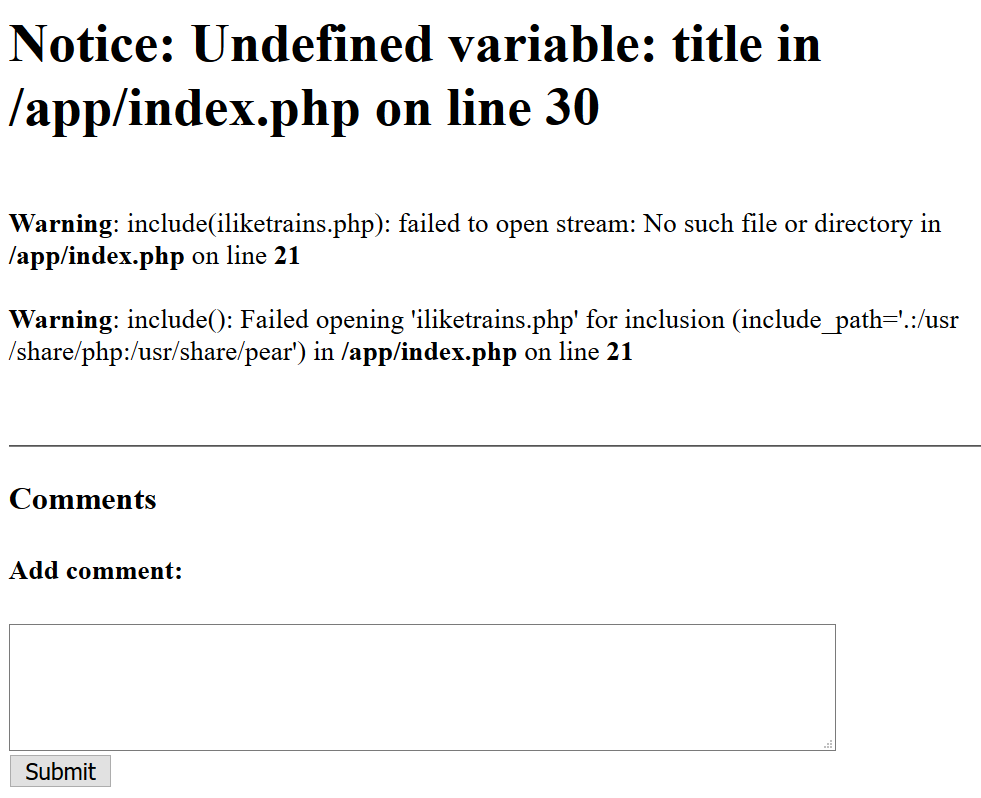 Notice: Undefined variable: title in
/app/index.php on line 30
Warning: include(iliketrains.php): failed to open stream: No such file or directory in
/app/index.php on line 21
Warning: include(): Failed opening 'iliketrains.php' for inclusion (include_path='.:/usr
/share/php:/usr/share/pear') in /app/index.php on line 21
Comments
Add comment:
Submit